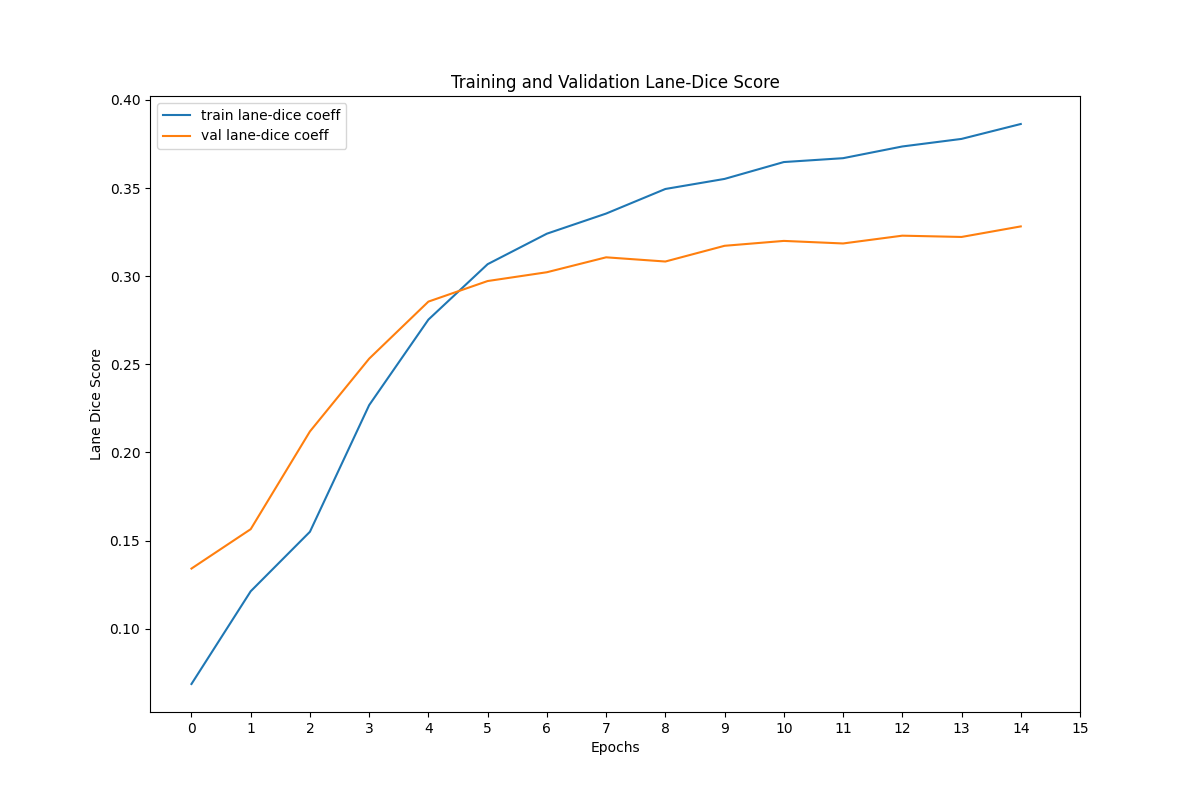 Training and Validation Lane-Dice Score
train lane-dice coeff
val lane-dice coeff
0.40
0.35
0.30
0.25
0.20
0.15
0.10
Lane Dice Score
0 1 2 3 4 5 6 7 8 9 10 11 12 13 14 15
Epochs